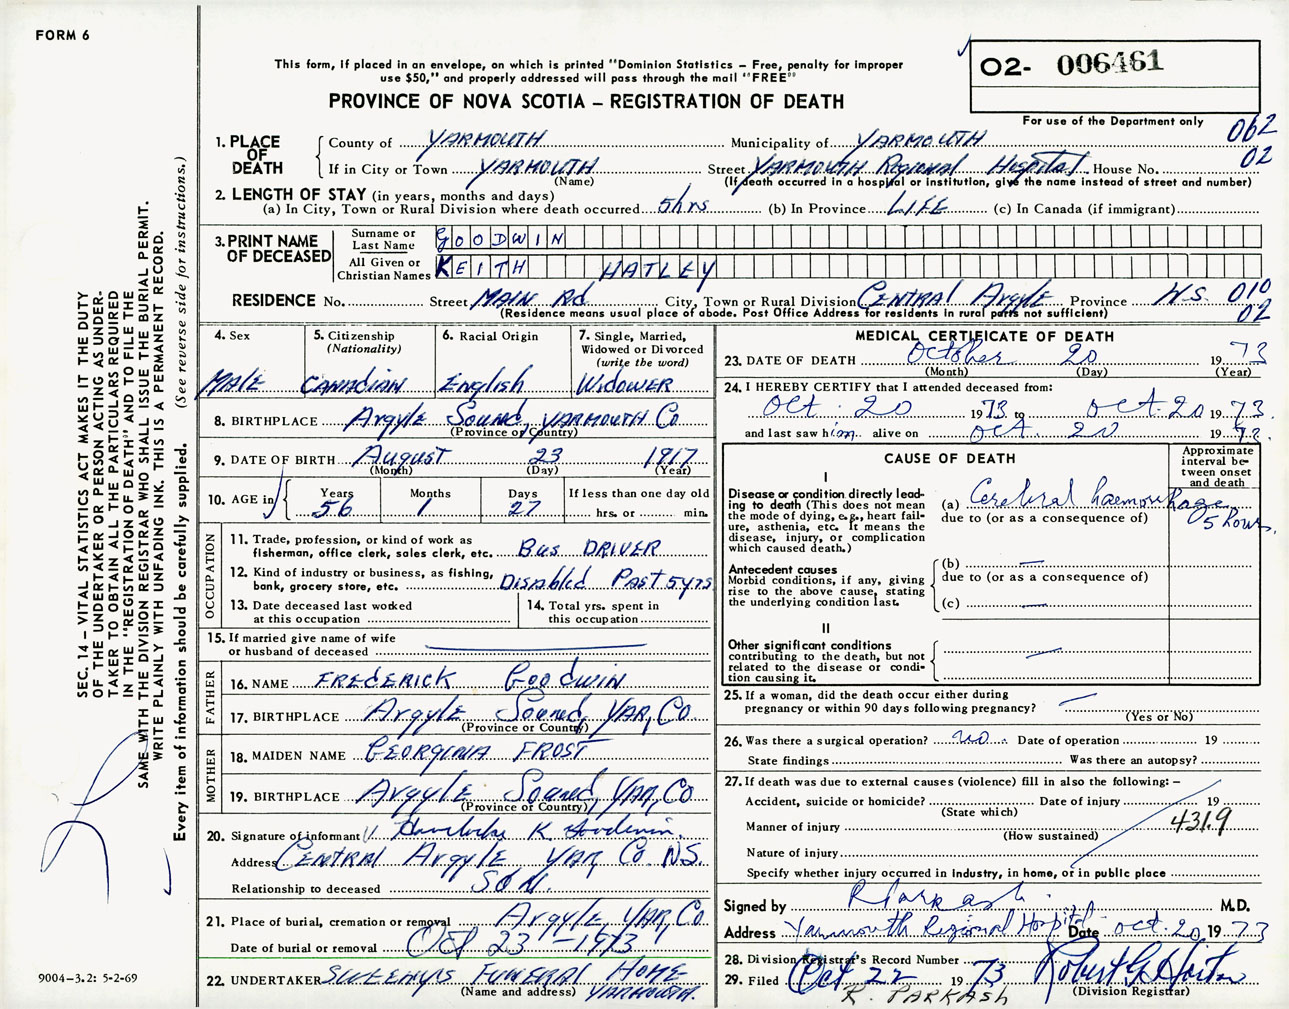 FORM 6
This form, if placed in an envelope, on which is printed "Dominion Statistics – Free, penalty for improper
use $50," and properly addressed will pass through the mail "FREE"
PROVINCE OF NOVA SCOTIA – REGISTRATION OF DEATH
O2- 006461
For use of the Department only
062
02
1. PLACE OF DEATH
County of YARMOUTH Municipality of YARMOUTH
If in City or Town YARMOUTH (Name) Street YARMOUTH Regional Hospital House No.
(If death occurred in a hospital or institution, give the name instead of street and number)
2. LENGTH OF STAY (in years, months and days)
(a) In City, Town or Rural Division where death occurred 5hrs (b) In Province LIFE (c) In Canada (if immigrant)
3. PRINT NAME OF DECEASED
Surname or Last Name GOODWIN
All Given or Christian Names KEITH HATLEY
RESIDENCE No. Street MAIN Rd. City, Town or Rural Division CENTRAL Argyle Province N.S. 010
02
(Residence means usual place of abode. Post Office Address for residents in rural parts not sufficient)
4. Sex
MALE
5. Citizenship (Nationality)
CANADIAN
6. Racial Origin
English
7. Single, Married, Widowed or Divorced (write the word)
WIDOWER
8. BIRTHPLACE Argyle Sound, YARMOUTH Co
(Province or Country)
9. DATE OF BIRTH August 23 1917
(Month) (Day) (Year)
10. AGE in Years 56 Months 1 Days 27 If less than one day old hrs. or min.
OCCUPATION
11. Trade, profession, or kind of work as
fisherman, office clerk, sales clerk, etc. Bus DRIVER
12. Kind of industry or business, as fishing,
bank, grocery store, etc. Disabled Past 5yrs
13. Date deceased last worked
at this occupation
14. Total yrs. spent in
this occupation
15. If married give name of wife
or husband of deceased
FATHER
16. NAME FREDERICK GOODWIN
17. BIRTHPLACE Argyle Sound, YAR, Co
(Province or Country)
MOTHER
18. MAIDEN NAME GEORGINIA FROST
19. BIRTHPLACE Argyle Sound, YAR, Co
(Province or Country)
20. Signature of informant K
Address CENTRAL Argyle YAR Co. N.S.
Relationship to deceased SON.
21. Place of burial, cremation or removal Argyle, YAR, Co
Date of burial or removal Oct 23 – 1973
22. UNDERTAKER SWEENYS FUNERAL HOME
(Name and address) YARMOUTH.
MEDICAL CERTIFICATE OF DEATH
23. DATE OF DEATH October 20 1973
(Month) (Day) (Year)
24. I HEREBY CERTIFY that I attended deceased from:
Oct. 20 1973 to Oct. 20 1973.
and last saw him alive on Oct. 20 1973.
CAUSE OF DEATH
Approximate interval between onset and death
I
Disease or condition directly lead-
ing to death (This does not mean
the mode of dying, e.g., heart fail-
ure, asthenia, etc. It means the
disease, injury, or complication
which caused death.)
(a) Cerebral haemorrhage 5 hours.
due to (or as a consequence of)
Antecedent causes
Morbid conditions, if any, giving
rise to the above cause, stating
the underlying condition last.
(b) —
due to (or as a consequence of)
(c) —
II
Other significant conditions
contributing to the death, but not
related to the disease or condi-
tion causing it.
25. If a woman, did the death occur either during
pregnancy or within 90 days following pregnancy? —
(Yes or No)
26. Was there a surgical operation? no. Date of operation 19
State findings Was there an autopsy?
27. If death was due to external causes (violence) fill in also the following: –
Accident, suicide or homicide? Date of injury 19
(State which)
Manner of injury 431.9
(How sustained)
Nature of injury
Specify whether injury occurred in Industry, in home, or in public place
Signed by R Parkash M.D.
Address Yarmouth Regional Hospital Date Oct. 20 1973
28. Division Registrar's Record Number
29. Filed Oct 22 1973 Robert G
(Division Registrar)
R. PARKASH
SEC. 14 – VITAL STATISTICS ACT MAKES IT THE DUTY
OF THE UNDERTAKER OR PERSON ACTING AS UNDER-
TAKER TO OBTAIN ALL THE PARTICULARS REQUIRED
IN THE "REGISTRATION OF DEATH" AND TO FILE THE
SAME WITH THE DIVISION REGISTRAR WHO SHALL ISSUE THE BURIAL PERMIT.
WRITE PLAINLY WITH UNFADING INK. THIS IS A PERMANENT RECORD.
Every item of information should be carefully supplied. (See reverse side for instructions.)
9004–3.2: 5-2-69